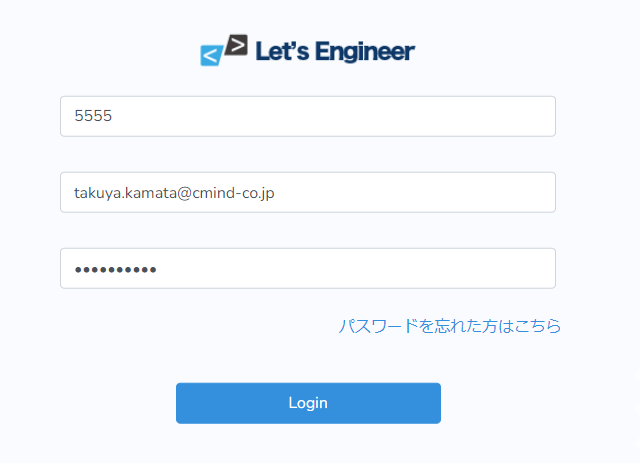 <> Let's Engineer
5555
takuya.kamata@cmind-co.jp
••••••••••
パスワードを忘れた方はこちら
Login